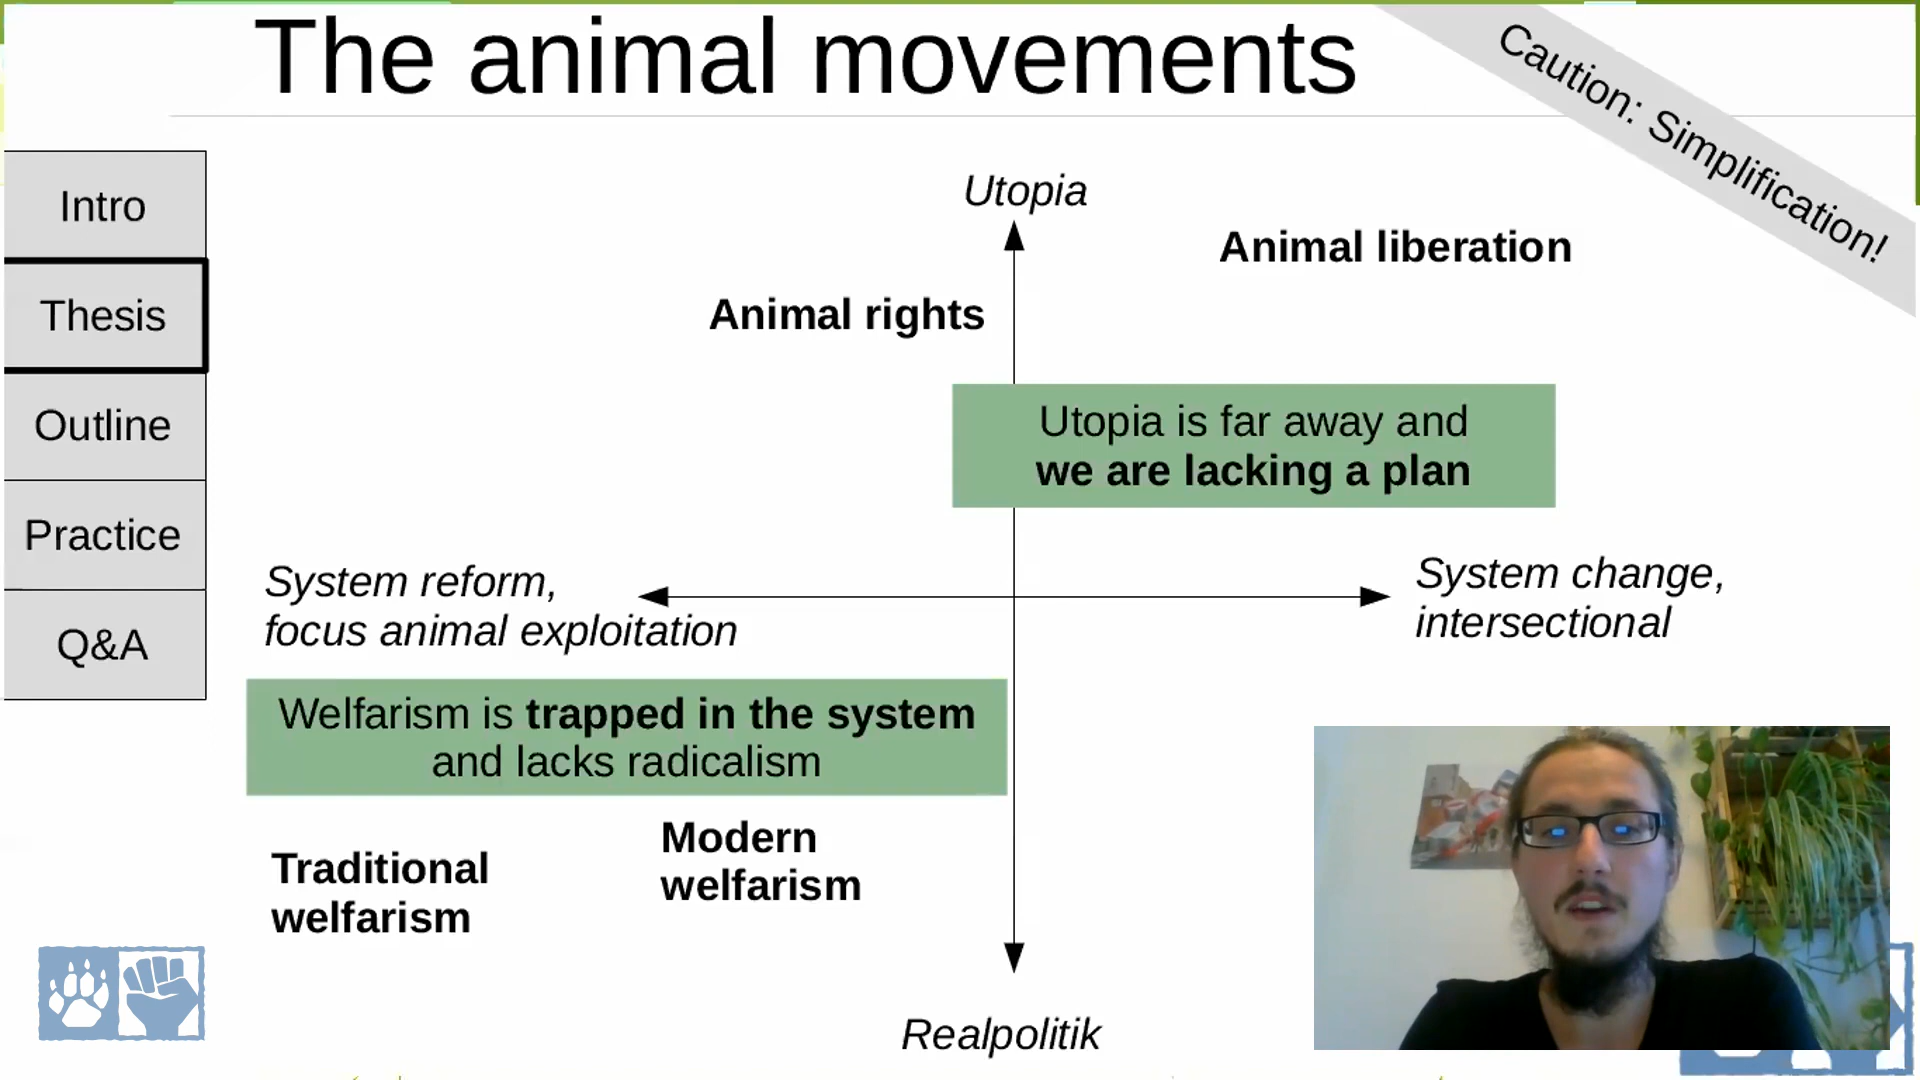 The animal movements
Caution: Simplification!
Intro
Thesis
Outline
Practice
Q&A
Utopia
Animal liberation
Animal rights
Utopia is far away and
we are lacking a plan
System reform,
focus animal exploitation
System change,
intersectional
Welfarism is trapped in the system
and lacks radicalism
Traditional
welfarism
Modern
welfarism
Realpolitik